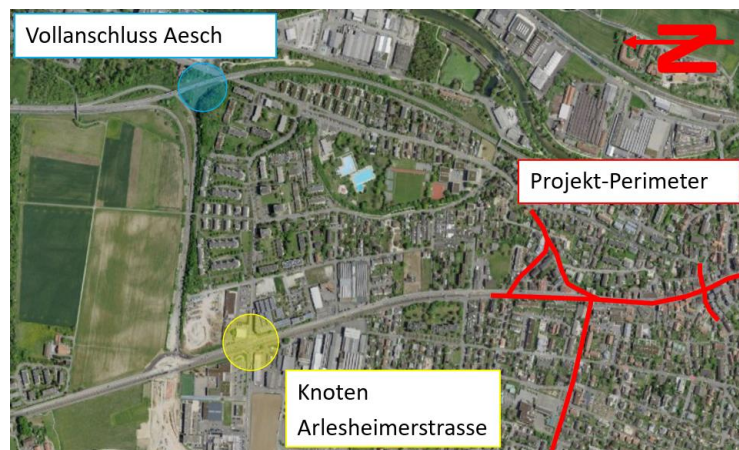 Vollanschluss Aesch
N
Projekt-Perimeter
Knoten
Arlesheimerstrasse